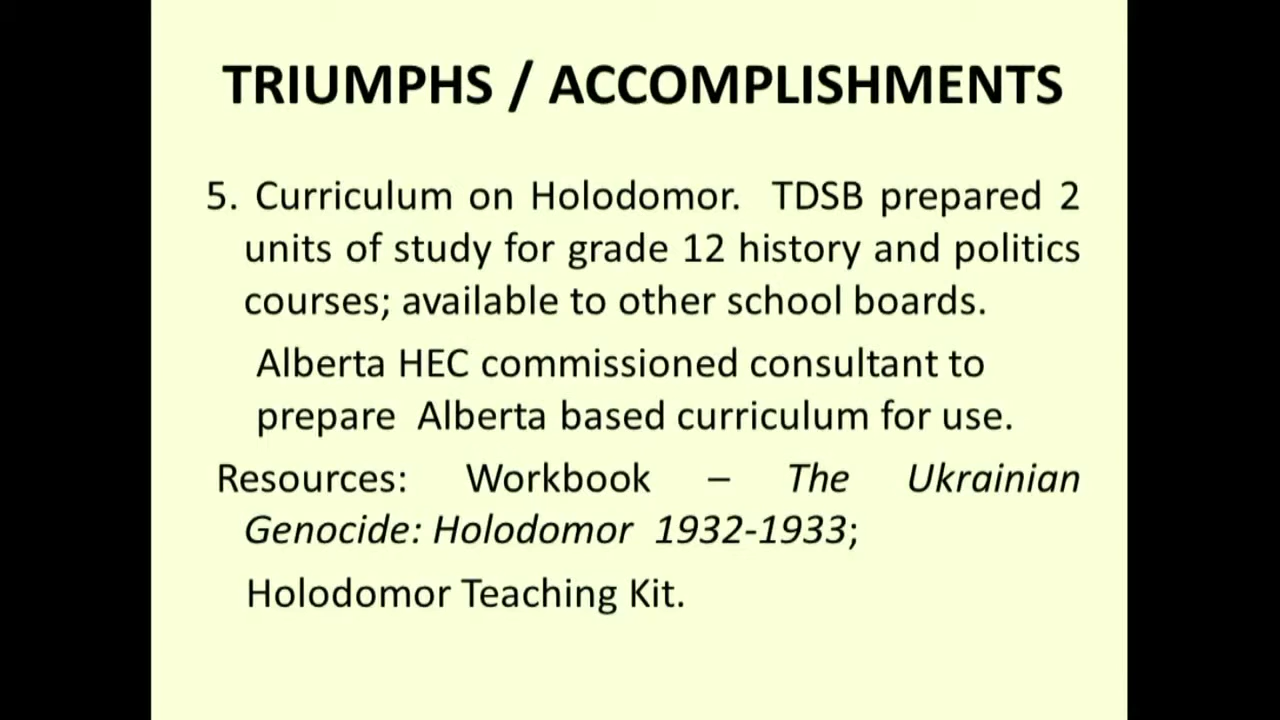 TRIUMPHS / ACCOMPLISHMENTS
5. Curriculum on Holodomor. TDSB prepared 2
units of study for grade 12 history and politics
courses; available to other school boards.
Alberta HEC commissioned consultant to
prepare Alberta based curriculum for use.
Resources: Workbook – The Ukrainian
Genocide: Holodomor 1932-1933;
Holodomor Teaching Kit.